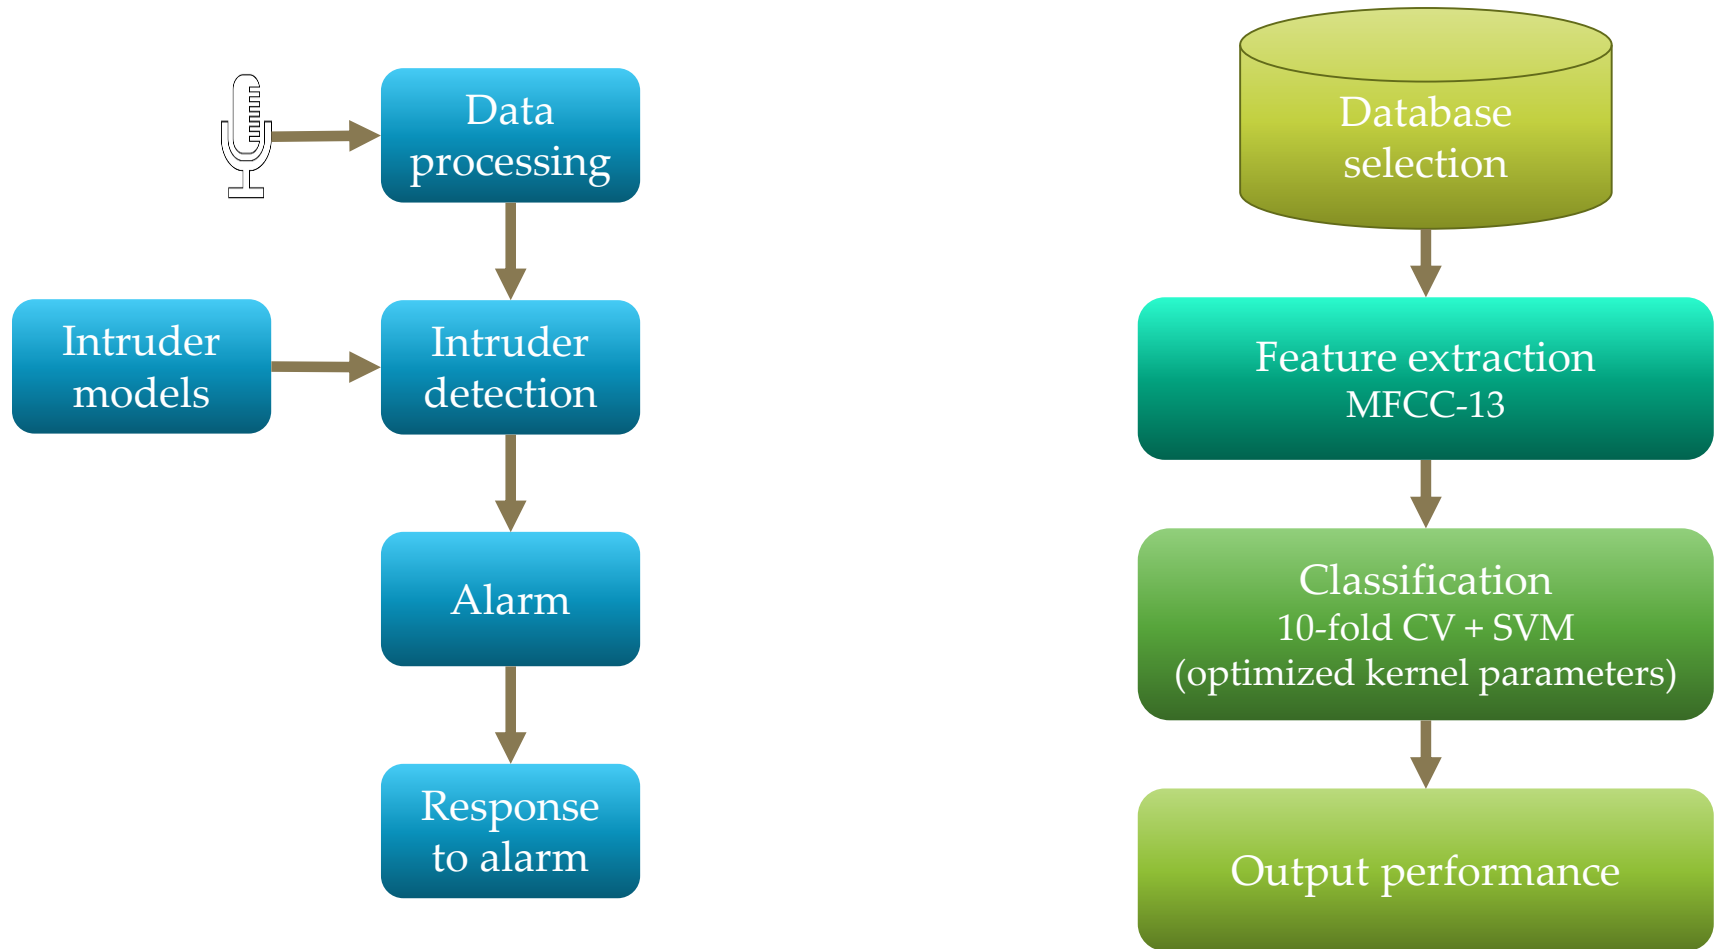 Data
processing
Intruder
models
Intruder
detection
Alarm
Response
to alarm
Database
selection
Feature extraction
MFCC-13
Classification
10-fold CV + SVM
(optimized kernel parameters)
Output performance